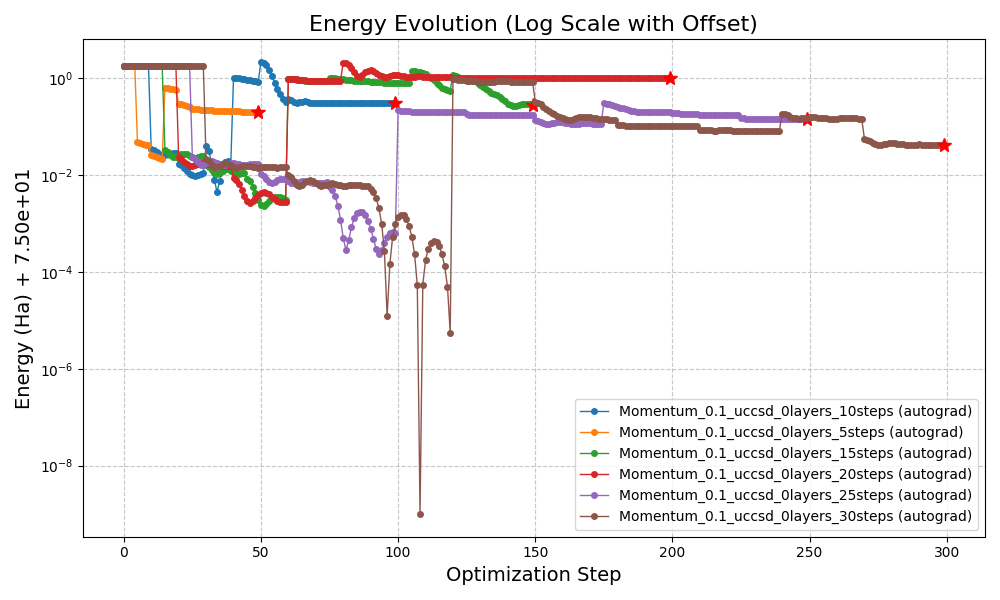 Energy Evolution (Log Scale with Offset)
Energy (Ha) + 7.50e+01
10⁰
10⁻²
10⁻⁴
10⁻⁶
10⁻⁸
Momentum_0.1_uccsd_0layers_10steps (autograd)
Momentum_0.1_uccsd_0layers_5steps (autograd)
Momentum_0.1_uccsd_0layers_15steps (autograd)
Momentum_0.1_uccsd_0layers_20steps (autograd)
Momentum_0.1_uccsd_0layers_25steps (autograd)
Momentum_0.1_uccsd_0layers_30steps (autograd)
0 50 100 150 200 250 300
Optimization Step